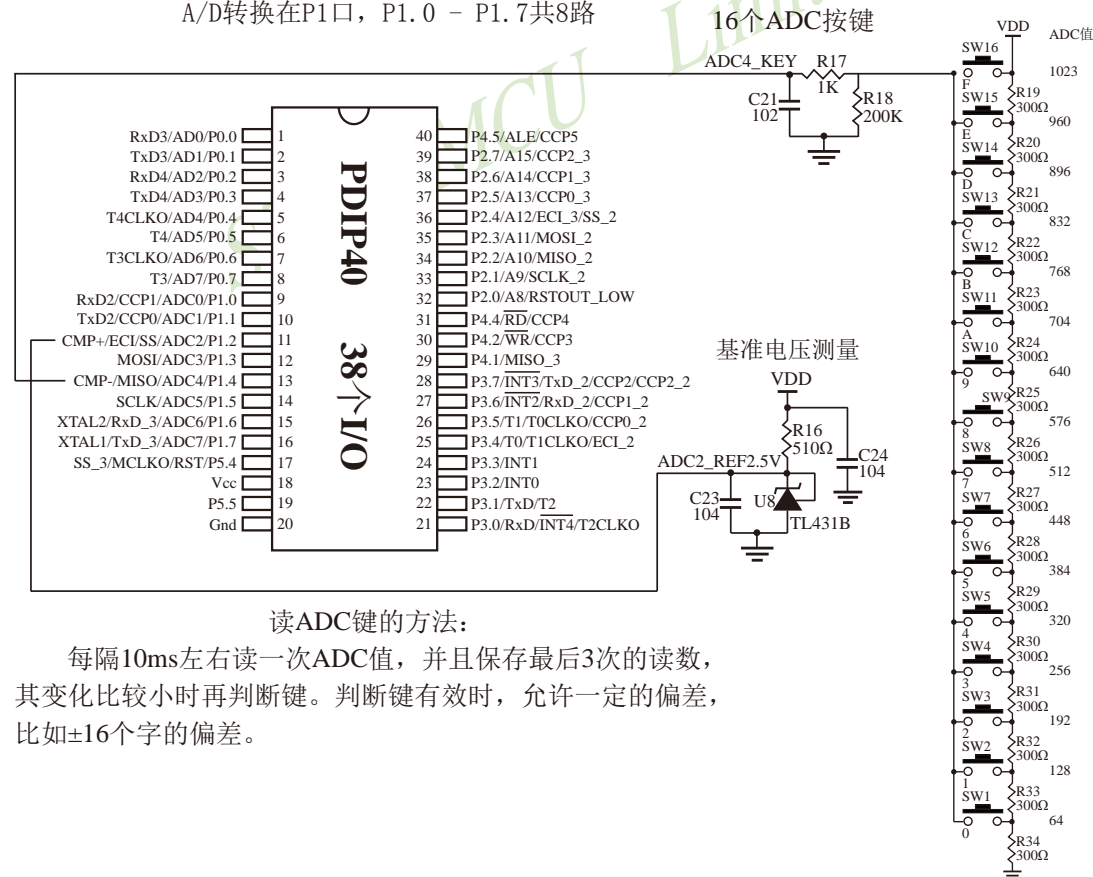 A/D转换在P1口，P1.0 - P1.7共8路
16个ADC按键
VDD
ADC值
MCU
ADC4_KEY
R17
1K
C21
102
R18
200K
RxD3/AD0/P0.0 1
TxD3/AD1/P0.1 2
RxD4/AD2/P0.2 3
TxD4/AD3/P0.3 4
T4CLKO/AD4/P0.4 5
T4/AD5/P0.5 6
T3CLKO/AD6/P0.6 7
T3/AD7/P0.7 8
RxD2/CCP1/ADC0/P1.0 9
TxD2/CCP0/ADC1/P1.1 10
CMP+/ECI/SS/ADC2/P1.2 11
MOSI/ADC3/P1.3 12
CMP-/MISO/ADC4/P1.4 13
SCLK/ADC5/P1.5 14
XTAL2/RxD_3/ADC6/P1.6 15
XTAL1/TxD_3/ADC7/P1.7 16
SS_3/MCLKO/RST/P5.4 17
Vcc 18
P5.5 19
Gnd 20
PDIP40 38个I/O
40 P4.5/ALE/CCP5
39 P2.7/A15/CCP2_3
38 P2.6/A14/CCP1_3
37 P2.5/A13/CCP0_3
36 P2.4/A12/ECI_3/SS_2
35 P2.3/A11/MOSI_2
34 P2.2/A10/MISO_2
33 P2.1/A9/SCLK_2
32 P2.0/A8/RSTOUT_LOW
31 P4.4/RD/CCP4
30 P4.2/WR/CCP3
29 P4.1/MISO_3
28 P3.7/INT3/TxD_2/CCP2/CCP2_2
27 P3.6/INT2/RxD_2/CCP1_2
26 P3.5/T1/T0CLKO/CCP0_2
25 P3.4/T0/T1CLKO/ECI_2
24 P3.3/INT1
23 P3.2/INT0
22 P3.1/TxD/T2
21 P3.0/RxD/INT4/T2CLKO
基准电压测量
VDD
R16
510Ω
C24
104
ADC2_REF2.5V
C23
104
U8
TL431B
SW16
1023
F
R19
300Ω
SW15
960
E
R20
300Ω
SW14
896
D
R21
300Ω
SW13
832
C
R22
300Ω
SW12
768
B
R23
300Ω
SW11
704
A
R24
300Ω
SW10
640
9
R25
300Ω
SW9
576
8
R26
300Ω
SW8
512
7
R27
300Ω
SW7
448
6
R28
300Ω
SW6
384
5
R29
300Ω
SW5
320
4
R30
300Ω
SW4
256
3
R31
300Ω
SW3
192
2
R32
300Ω
SW2
128
1
R33
300Ω
SW1
64
0
R34
300Ω
读ADC键的方法：
每隔10ms左右读一次ADC值，并且保存最后3次的读数，
其变化比较小时再判断键。判断键有效时，允许一定的偏差，
比如±16个字的偏差。